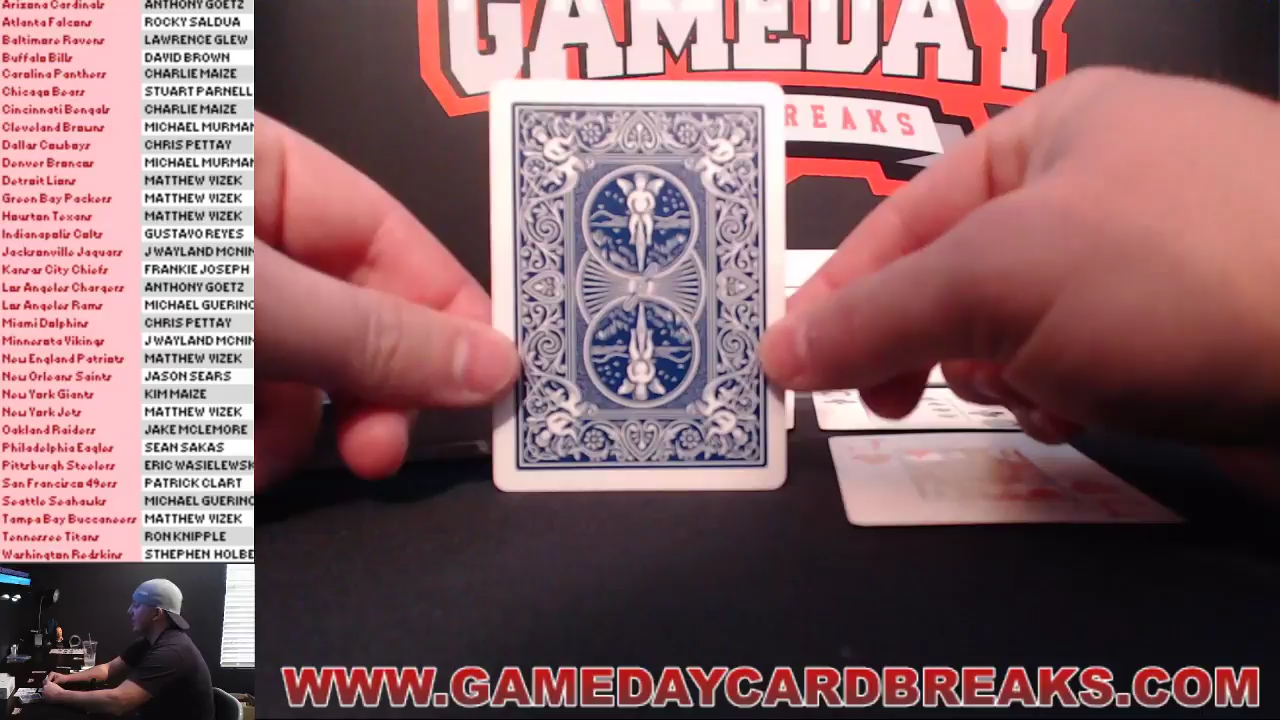 GAMEDAY
REAKS
Arizona Cardinals ANTHONY GOETZ
Atlanta Falcons ROCKY SALDUA
Baltimore Ravens LAWRENCE GLEW
Buffalo Bills DAVID BROWN
Carolina Panthers CHARLIE MAIZE
Chicago Bears STUART PARNELL
Cincinnati Bengals CHARLIE MAIZE
Cleveland Browns MICHAEL MURMAN
Dallas Cowboys CHRIS PETTAY
Denver Broncos MICHAEL MURMAN
Detroit Lions MATTHEW VIZEK
Green Bay Packers MATTHEW VIZEK
Houston Texans MATTHEW VIZEK
Indianapolis Colts GUSTAVO REYES
Jacksonville Jaguars J WAYLAND MCNIN
Kansas City Chiefs FRANKIE JOSEPH
Los Angeles Chargers ANTHONY GOETZ
Los Angeles Rams MICHAEL GUERINO
Miami Dolphins CHRIS PETTAY
Minnesota Vikings J WAYLAND MCNIN
New England Patriots MATTHEW VIZEK
New Orleans Saints JASON SEARS
New York Giants KIM MAIZE
New York Jets MATTHEW VIZEK
Oakland Raiders JAKE MCLEMORE
Philadelphia Eagles SEAN SAKAS
Pittsburgh Steelers ERIC WASIELEWSK
San Francisco 49ers PATRICK CLART
Seattle Seahawks MICHAEL GUERINO
Tampa Bay Buccaneers MATTHEW VIZEK
Tennessee Titans RON KNIPPLE
Washington Redskins STHEPHEN HOLBE
WWW.GAMEDAYCARDBREAKS.COM